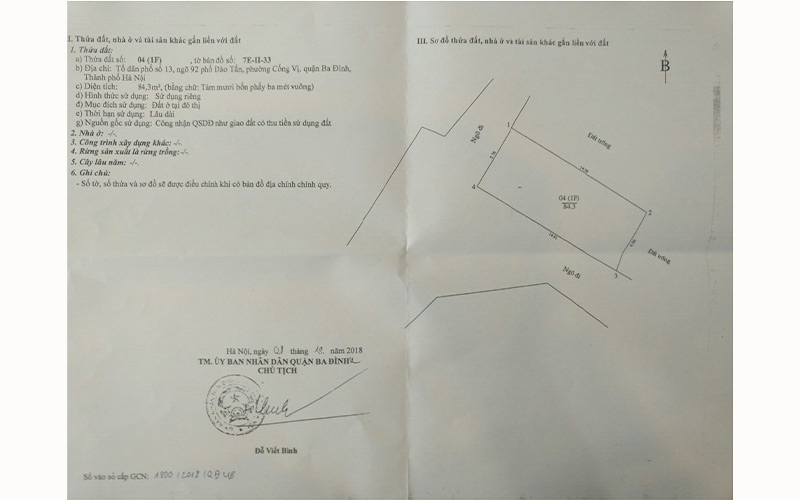 I. Thửa đất, nhà ở và tài sản khác gắn liền với đất
1. Thửa đất:
a) Thửa đất số: 04 (1F) , tờ bản đồ số: 7E-II-33
b) Địa chỉ: Tổ dân phố số 13, ngõ 92 phố Đào Tấn, phường Cống Vị, quận Ba Đình,
Thành phố Hà Nội
c) Diện tích: 84,3m², (bằng chữ: Tám mươi bốn phẩy ba mét vuông)
d) Hình thức sử dụng: Sử dụng riêng
đ) Mục đích sử dụng: Đất ở tại đô thị
e) Thời hạn sử dụng: Lâu dài
g) Nguồn gốc sử dụng: Công nhận QSDĐ như giao đất có thu tiền sử dụng đất
2. Nhà ở: -/-
3. Công trình xây dựng khác: -/-
4. Rừng sản xuất là rừng trồng: -/-
5. Cây lâu năm: -/-
6. Ghi chú:
- Số tờ, số thửa và sơ đồ sẽ được điều chỉnh khi có bản đồ địa chính chính quy.
Hà Nội, ngày tháng năm 2018
TM. ỦY BAN NHÂN DÂN QUẬN BA ĐÌNH
CHỦ TỊCH
Đỗ Viết Bình
Số vào sổ cấp GCN:
III. Sơ đồ thửa đất, nhà ở và tài sản khác gắn liền với đất
B
Ngõ đi
1
Đất trống
4
04 (1F)
84.3
2
Đất trống
Ngõ đi
3